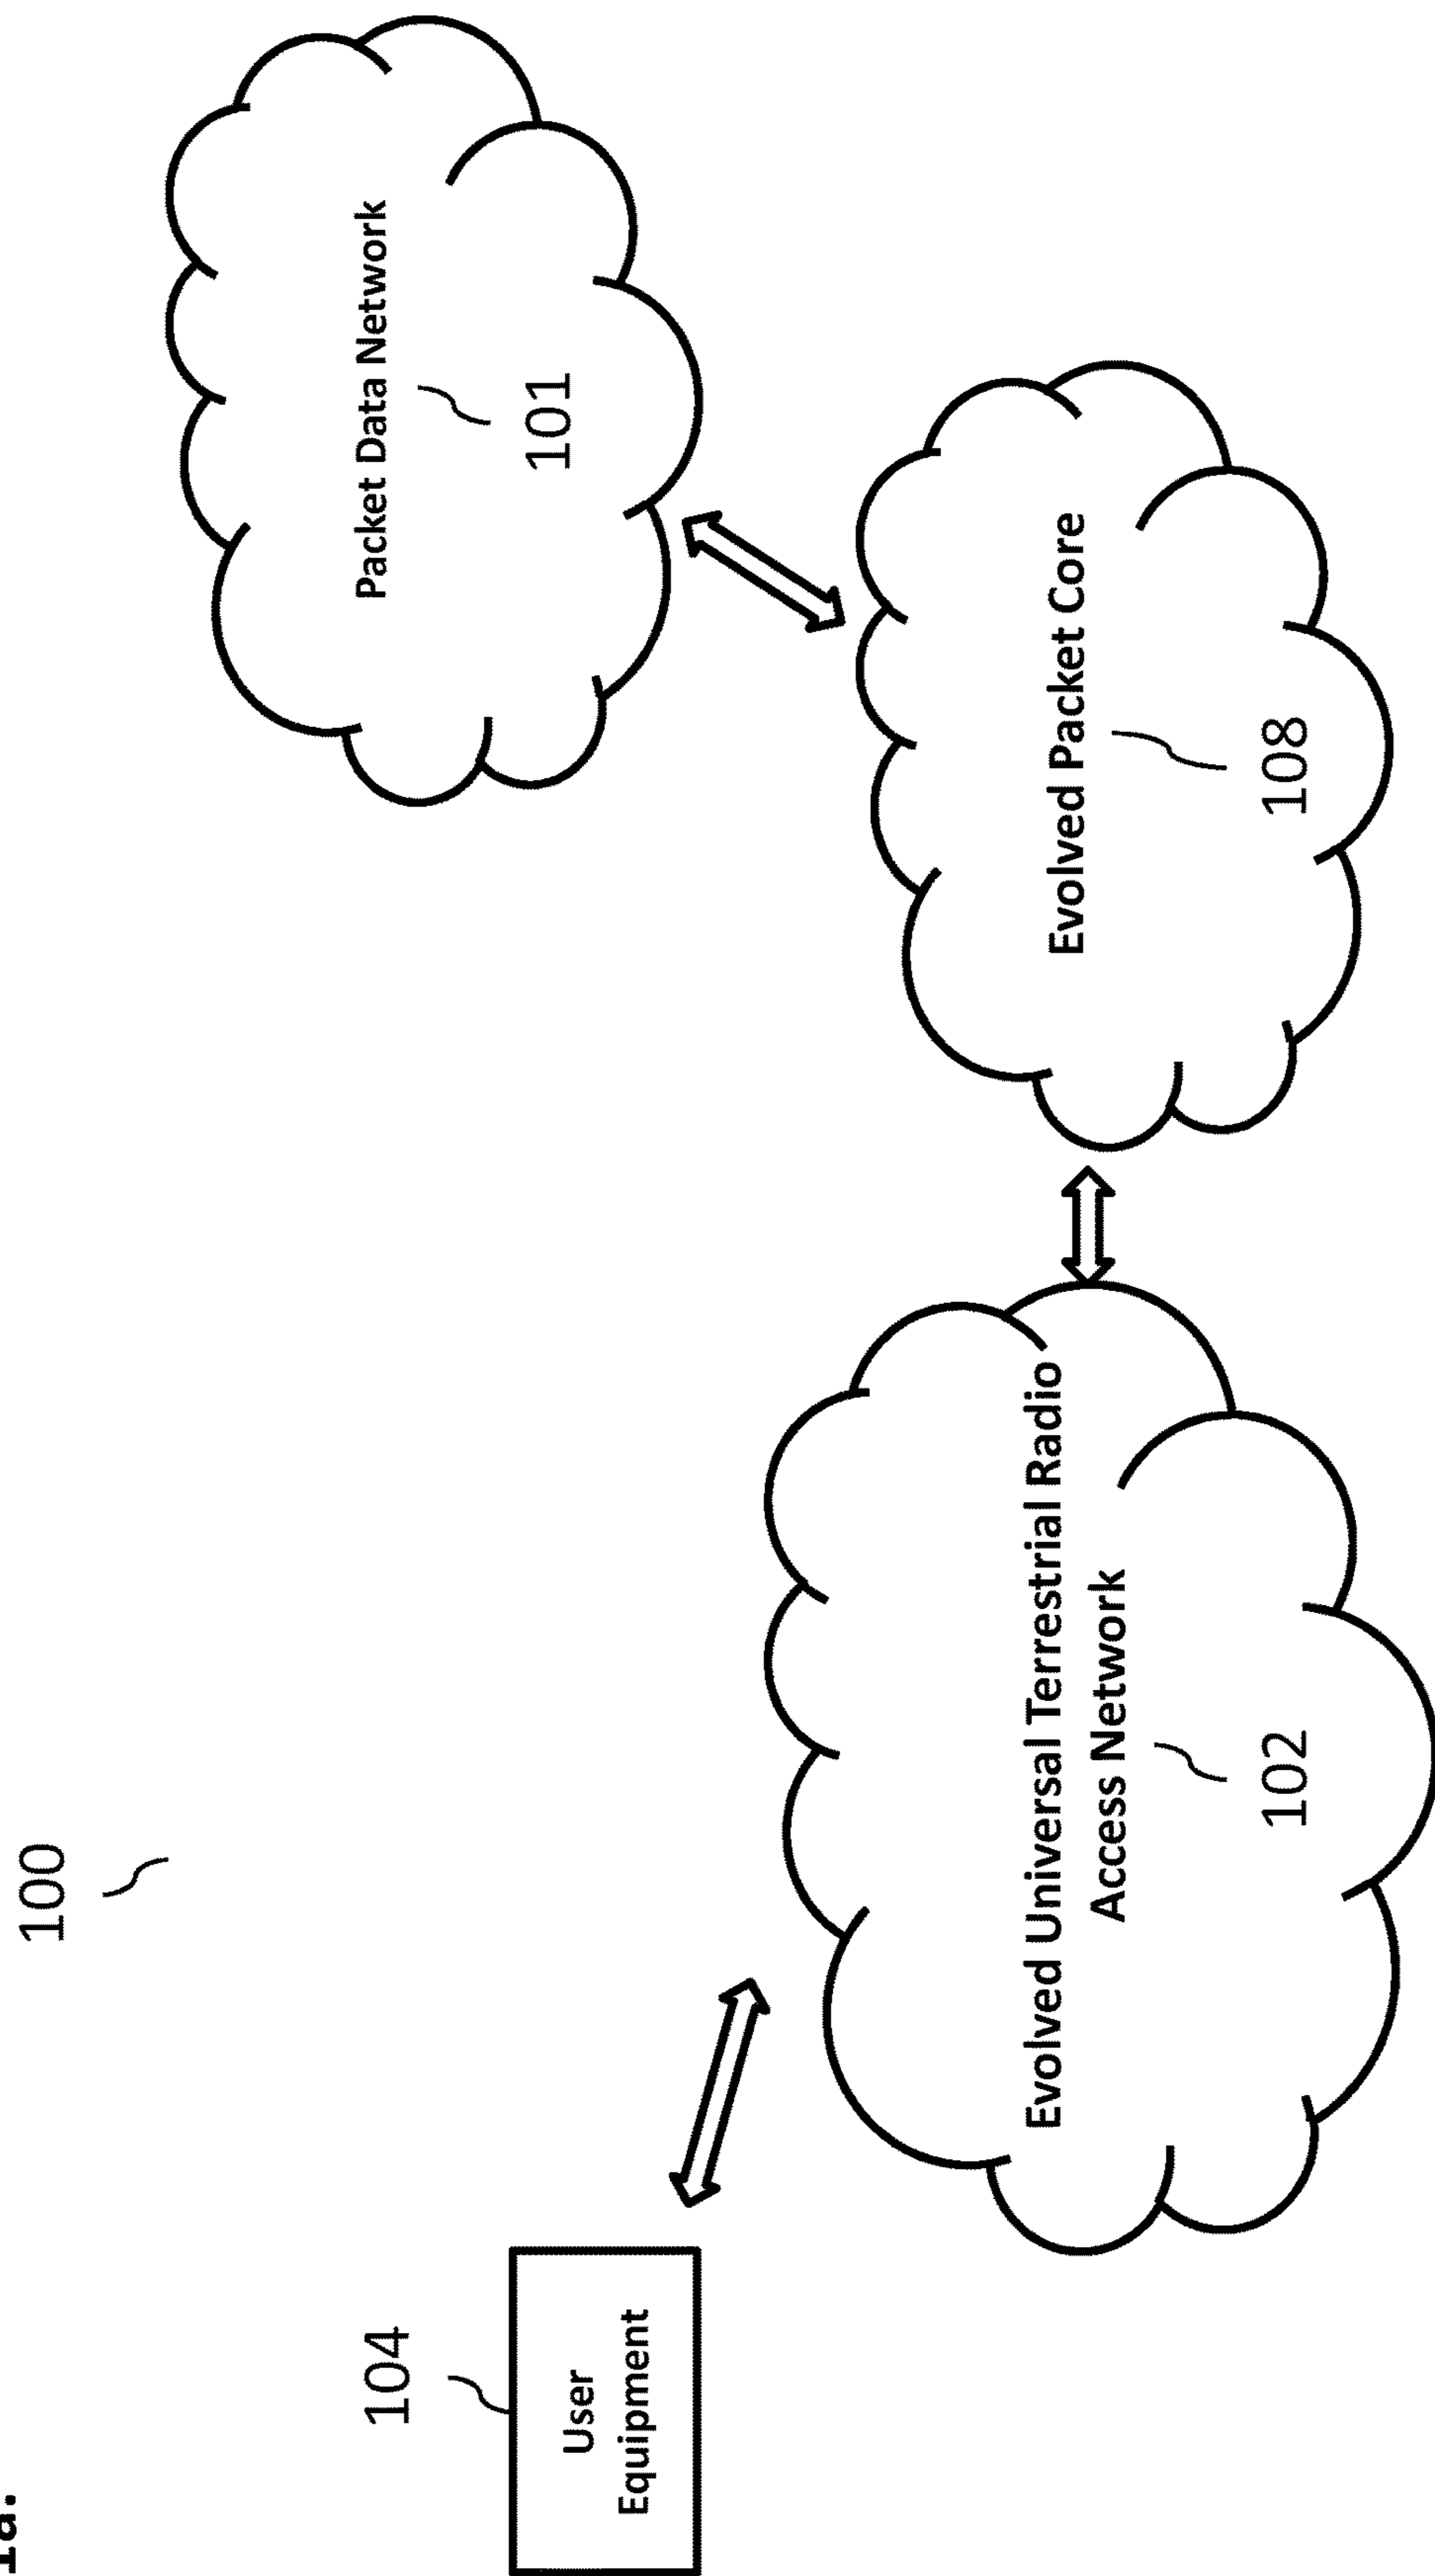 1a.
100
104
User
Equipment
Packet Data Network
101
Evolved Universal Terrestrial Radio
Access Network
102
Evolved Packet Core
108